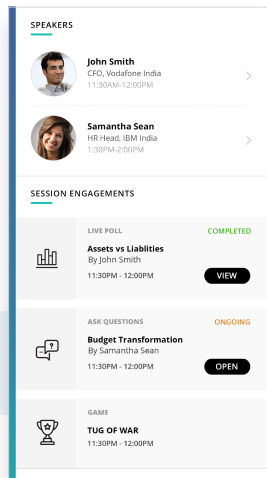 SPEAKERS
John Smith
CFO, Vodafone India
11:30AM-12:00PM
Samantha Sean
HR Head, IBM India
1:30PM-2:00PM
SESSION ENGAGEMENTS
LIVE POLL
COMPLETED
Assets vs Liablities
By John Smith
11:30PM - 12:00PM
VIEW
ASK QUESTIONS
ONGOING
Budget Transformation
By Samantha Sean
11:30PM - 12:00PM
OPEN
GAME
TUG OF WAR
11:30PM - 12:00PM